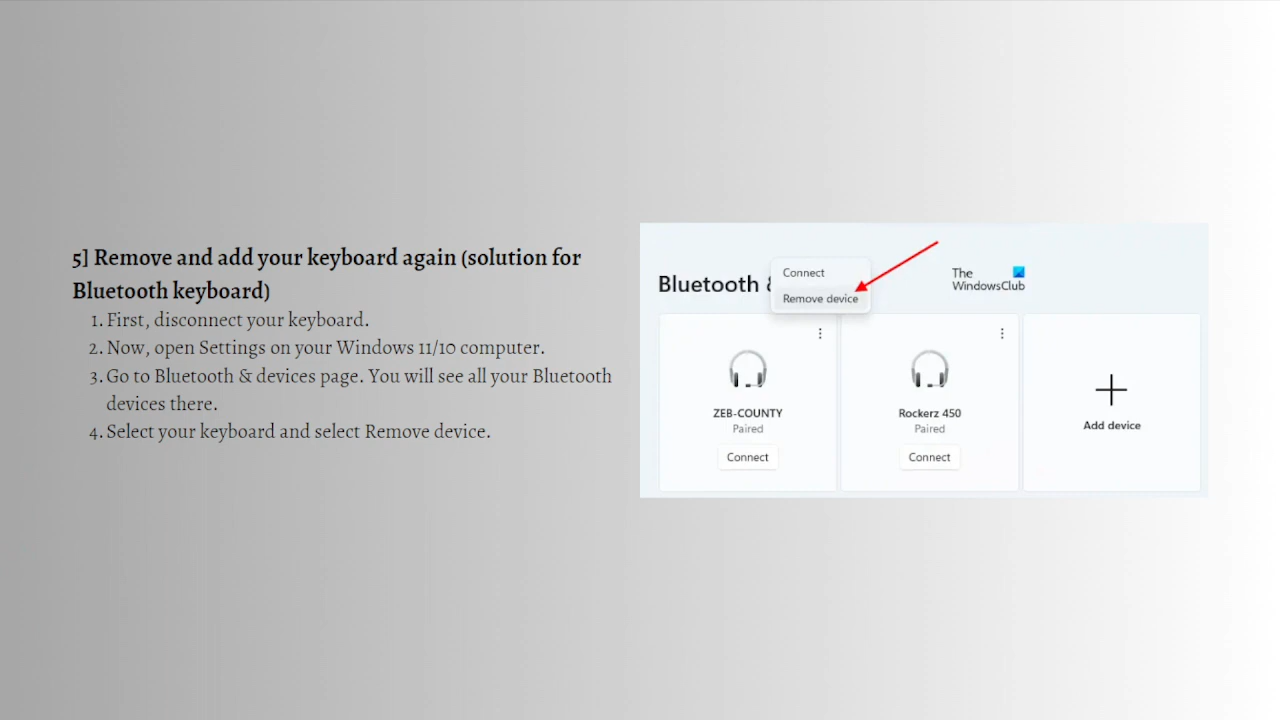 5] Remove and add your keyboard again (solution for
Bluetooth keyboard)
1. First, disconnect your keyboard.
2. Now, open Settings on your Windows 11/10 computer.
3. Go to Bluetooth & devices page. You will see all your Bluetooth
devices there.
4. Select your keyboard and select Remove device.
Connect
Remove device
Bluetooth &
The
WindowsClub
ZEB-COUNTY
Paired
Connect
Rockerz 450
Paired
Connect
Add device